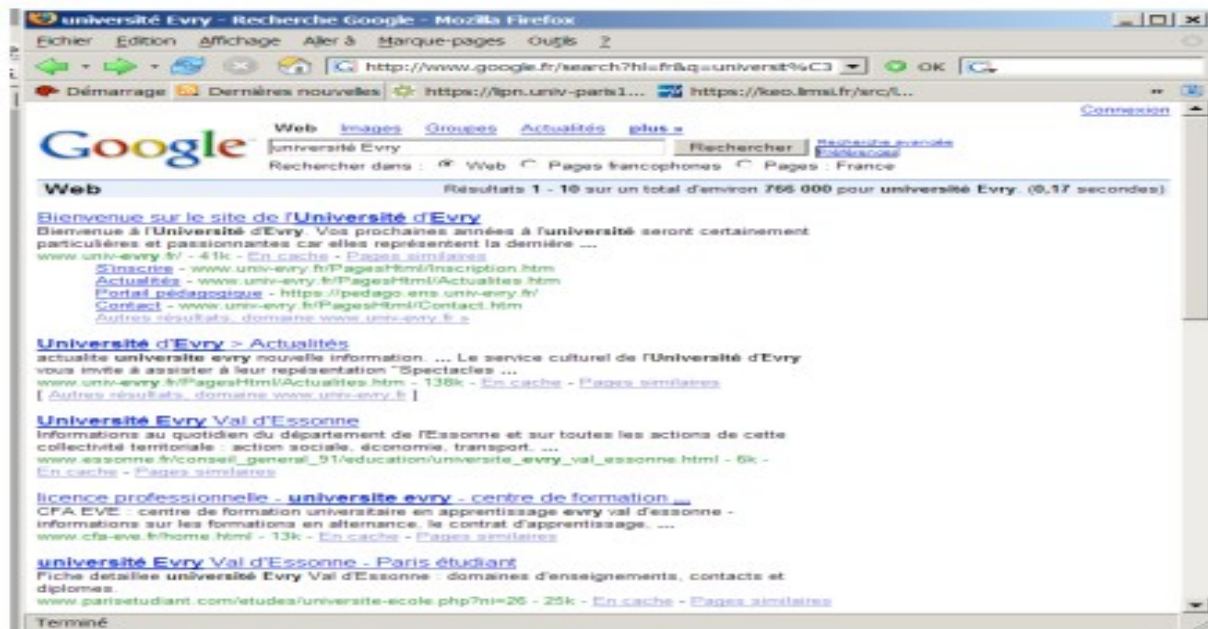 université Evry - Recherche Google - Mozilla Firefox
Fichier Edition Affichage Aller à Marque-pages Outils ?
http://www.google.fr/search?hl=fr&q=universit%C3 OK
Démarrage Dernières nouvelles https://lipn.univ-paris1... https://keo.limsi.fr/src/L...
Connexion
Google
Web Images Groupes Actualités plus »
université Evry Rechercher Recherche avancée Préférences
Rechercher dans : Web Pages francophones Pages : France
Web Résultats 1 - 10 sur un total d'environ 766 000 pour université Evry. (0,17 secondes)
Bienvenue sur le site de l'Université d'Evry
Bienvenue à l'Université d'Evry. Vos prochaines années à l'université seront certainement
particulières et passionnantes car elles représentent la dernière ...
www.univ-evry.fr/ - 41k - En cache - Pages similaires
S'inscrire - www.univ-evry.fr/PagesHtml/Inscription.htm
Actualités - www.univ-evry.fr/PagesHtml/Actualites.htm
Portail pédagogique - https://pedago.ens.univ-evry.fr/
Contact - www.univ-evry.fr/PagesHtml/Contact.htm
Autres résultats, domaine www.univ-evry.fr »
Université d'Evry > Actualités
actualite universite evry nouvelle information. ... Le service culturel de l'Université d'Evry
vous invite à assister à leur repésentation "Spectacles ...
www.univ-evry.fr/PagesHtml/Actualites.htm - 138k - En cache - Pages similaires
[ Autres résultats, domaine www.univ-evry.fr ]
Université Evry Val d'Essonne
Informations au quotidien du département de l'Essonne et sur toutes les actions de cette
collectivité territoriale : action sociale, économie, transport, ...
www.essonne.fr/conseil_general_91/education/universite_evry_val_essonne.html - 6k -
En cache - Pages similaires
licence professionnelle - universite evry - centre de formation ...
CFA EVE : centre de formation universitaire en apprentissage evry val d'essonne -
informations sur les formations en alternance, le contrat d'apprentissage, ...
www.cfa-eve.fr/home.html - 13k - En cache - Pages similaires
université Evry Val d'Essonne - Paris étudiant
Fiche detaillee université Evry Val d'Essonne : domaines d'enseignements, contacts et
diplomes.
www.parisetudiant.com/etudes/universite-ecole.php?ni=26 - 25k - En cache - Pages similaires
Terminé